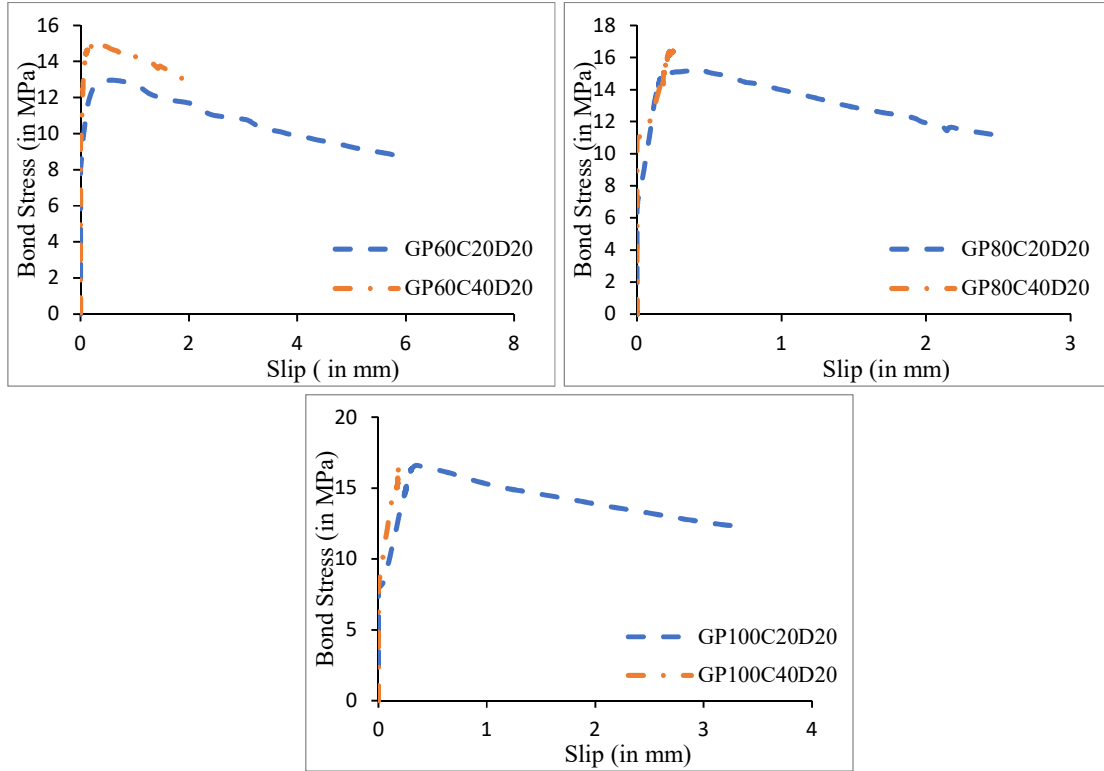 16
14
12
10
8
6
4
2
0
Bond Stress (in MPa)
GP60C20D20
GP60C40D20
0 2 4 6 8
Slip ( in mm)
18
16
14
12
10
8
6
4
2
0
Bond Stress (in MPa)
GP80C20D20
GP80C40D20
0 1 2 3
Slip (in mm)
20
15
10
5
0
Bond Stress (in MPa)
GP100C20D20
GP100C40D20
0 1 2 3 4
Slip (in mm)